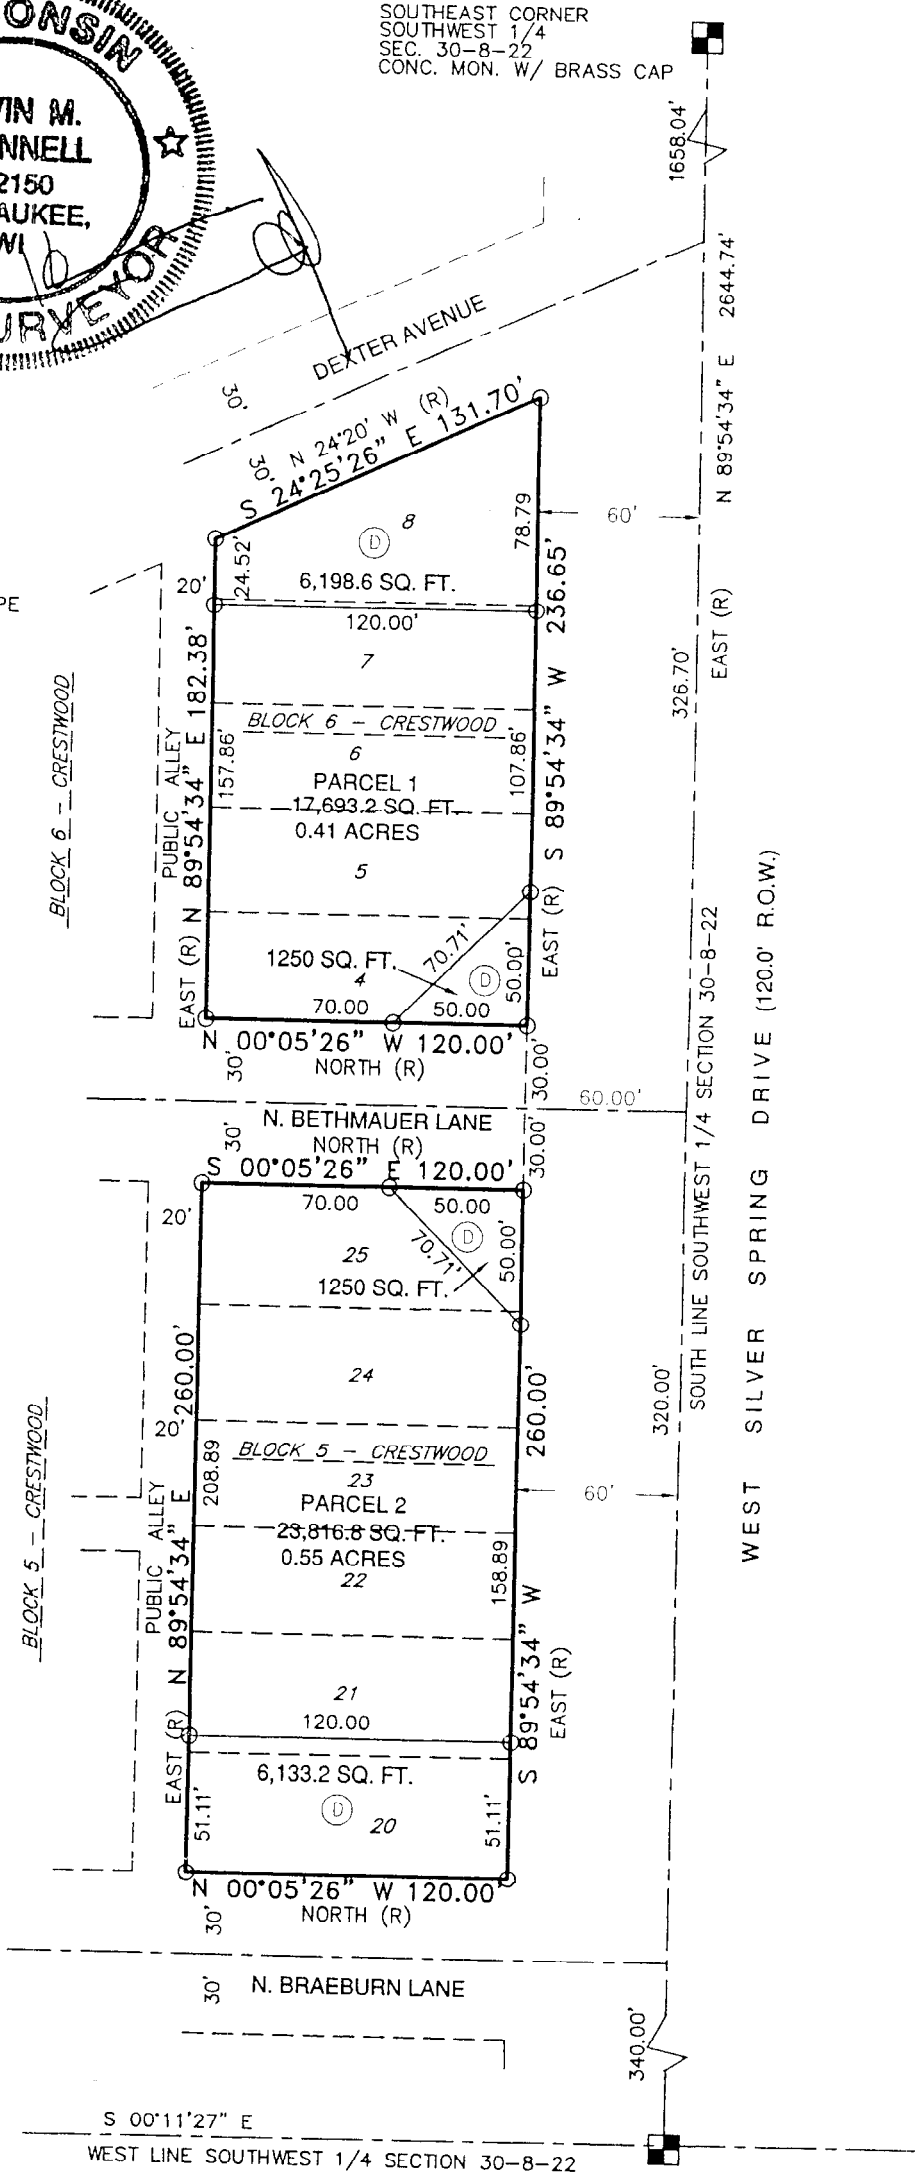 SOUTHEAST CORNER
SOUTHWEST 1/4
SEC. 30-8-22
CONC. MON. W/ BRASS CAP
ONSIN
VIN M.
NNELL
2150
AUKEE,
WI
URVEYOR
1658.04'
2644.74'
N 89°54'34" E
DEXTER AVENUE
30'
30'
N 24°20' W (R)
S 24°25'26" E 131.70'
8
D
6,198.6 SQ. FT.
24.52'
78.79
60'
20'
120.00'
236.65'
7
182.38'
EAST (R)
326.70'
BLOCK 6 - CRESTWOOD
BLOCK 6 - CRESTWOOD
6
PARCEL 1
17,693.2 SQ. FT.
0.41 ACRES
157.86'
107.86'
PUBLIC ALLEY
N 89°54'34" E
S 89°54'34" W
5
EAST (R)
EAST (R)
1250 SQ. FT.
4
70.71'
D
50.00'
70.00
50.00
N 00°05'26" W 120.00'
NORTH (R)
30'
30.00'
60.00'
N. BETHMAUER LANE
NORTH (R)
30'
30.00'
S 00°05'26" E 120.00'
70.00
50.00
20'
D
50.00'
70.71'
25
1250 SQ. FT.
SOUTH LINE SOUTHWEST 1/4 SECTION 30-8-22
WEST SILVER SPRING DRIVE (120.0' R.O.W.)
260.00'
24
260.00'
320.00'
20'
208.89
BLOCK 5 - CRESTWOOD
BLOCK 5 - CRESTWOOD
23
PARCEL 2
23,816.8 SQ. FT.
0.55 ACRES
22
60'
158.89
PUBLIC ALLEY
N 89°54'34" E
S 89°54'34" W
EAST (R)
EAST (R)
21
120.00
6,133.2 SQ. FT.
D
20
51.11'
51.11'
N 00°05'26" W 120.00'
NORTH (R)
30'
30'
N. BRAEBURN LANE
340.00'
S 00°11'27" E
WEST LINE SOUTHWEST 1/4 SECTION 30-8-22
PE